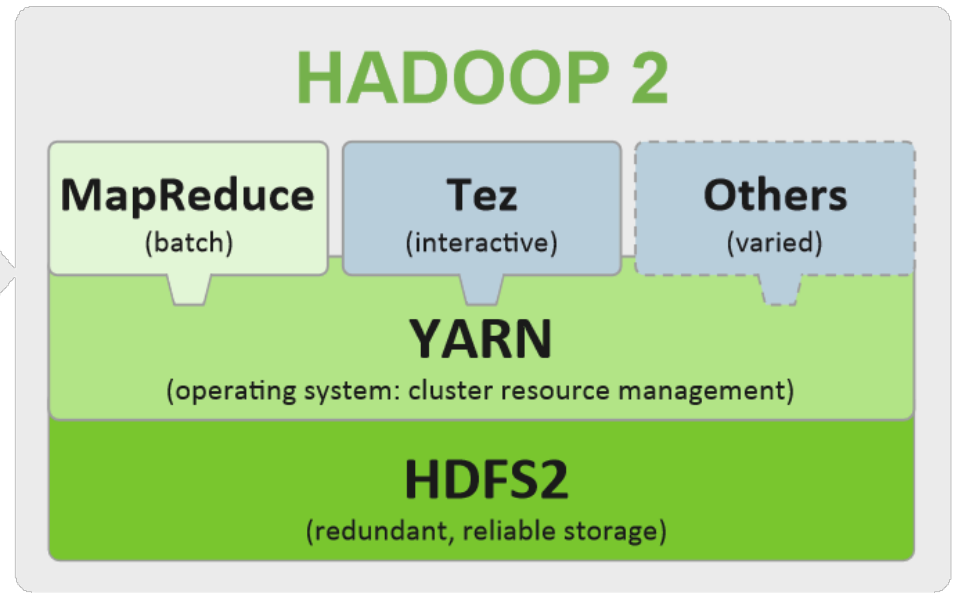 HADOOP 2
MapReduce
(batch)
Tez
(interactive)
Others
(varied)
YARN
(operating system: cluster resource management)
HDFS2
(redundant, reliable storage)